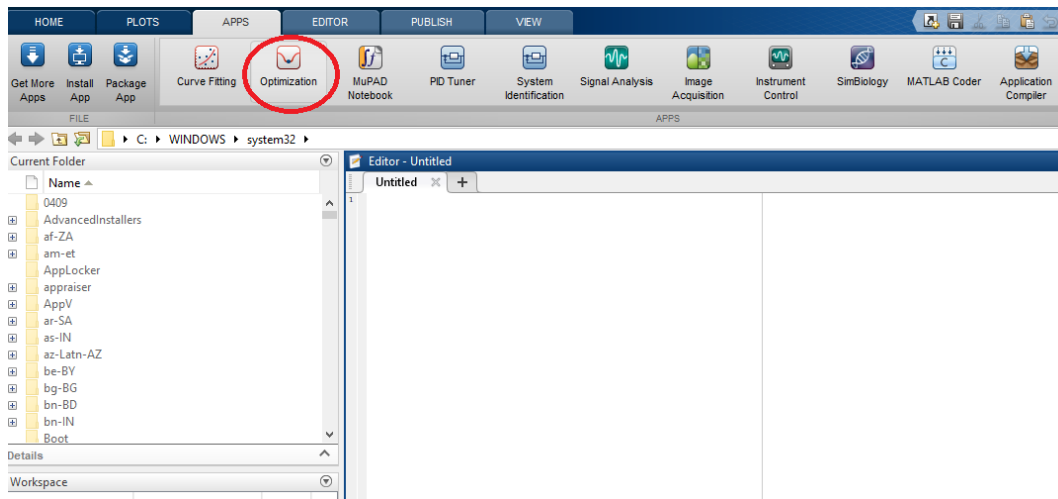 HOME PLOTS APPS EDITOR PUBLISH VIEW
Get More Apps
Install App
Package App
Curve Fitting
Optimization
MuPAD Notebook
PID Tuner
System Identification
Signal Analysis
Image Acquisition
Instrument Control
SimBiology
MATLAB Coder
Application Compiler
FILE APPS
C: WINDOWS system32
Current Folder
Name
0409
AdvancedInstallers
af-ZA
am-et
AppLocker
appraiser
AppV
ar-SA
as-IN
az-Latn-AZ
be-BY
bg-BG
bn-BD
bn-IN
Boot
Details
Workspace
Editor - Untitled
Untitled
1